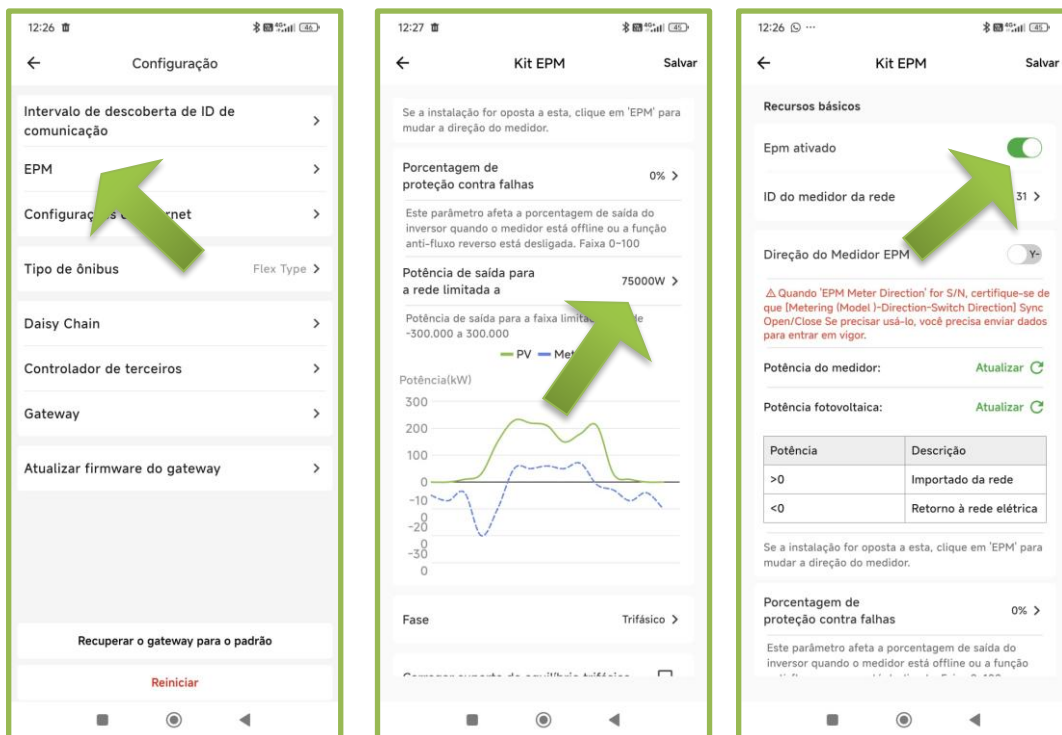 12:26
46
Configuração
Intervalo de descoberta de ID de
comunicação
EPM
Tipo de ônibus
Flex Type
Daisy Chain
Controlador de terceiros
Gateway
Atualizar firmware do gateway
Recuperar o gateway para o padrão
Reiniciar
12:27
45
Kit EPM
Salvar
Se a instalação for oposta a esta, clique em 'EPM' para
mudar a direção do medidor.
Porcentagem de
proteção contra falhas
0%
Este parâmetro afeta a porcentagem de saída do
inversor quando o medidor está offline ou a função
anti-fluxo reverso está desligada. Faixa 0-100
Potência de saída para
a rede limitada a
75000W
Potência de saída para a faixa
-300.000 a 300.000
PV
Potência(kW)
300
200
100
0
-10
0
-20
0
-30
0
Fase
Trifásico
12:26
45
Kit EPM
Salvar
Recursos básicos
Epm ativado
ID do medidor da rede
31
Direção do Medidor EPM
Y-
Quando 'EPM Meter Direction' for S/N, certifique-se de
que [Metering (Model )-Direction-Switch Direction] Sync
Open/Close Se precisar usá-lo, você precisa enviar dados
para entrar em vigor.
Potência do medidor:
Atualizar
Potência fotovoltaica:
Atualizar
Potência
Descrição
>0
Importado da rede
<0
Retorno à rede elétrica
Se a instalação for oposta a esta, clique em 'EPM' para
mudar a direção do medidor.
Porcentagem de
proteção contra falhas
0%
Este parâmetro afeta a porcentagem de saída do
inversor quando o medidor está offline ou a função